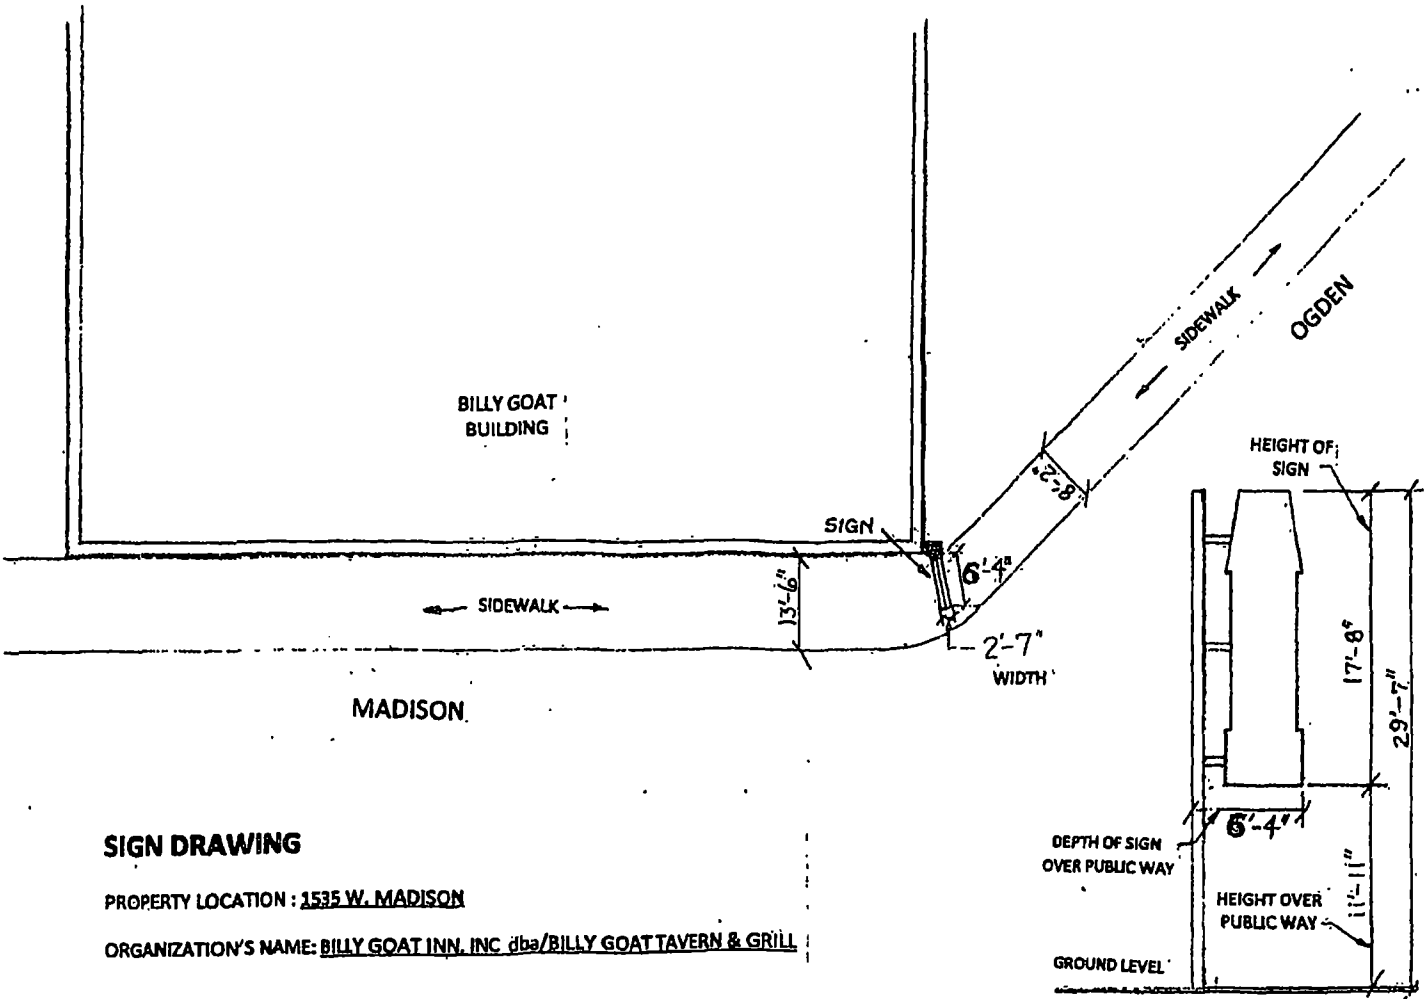 BILLY GOAT
BUILDING
SIDEWALK
OGDEN
8'-2"
HEIGHT OF
SIGN
SIGN
6'-4"
13'-6"
SIDEWALK
2'-7"
WIDTH
MADISON
17'-8"
29'-7"
6'-4"
DEPTH OF SIGN
OVER PUBLIC WAY
11'-11"
HEIGHT OVER
PUBLIC WAY
GROUND LEVEL
SIGN DRAWING
PROPERTY LOCATION : 1535 W. MADISON
ORGANIZATION'S NAME: BILLY GOAT INN, INC dba/BILLY GOAT TAVERN & GRILL